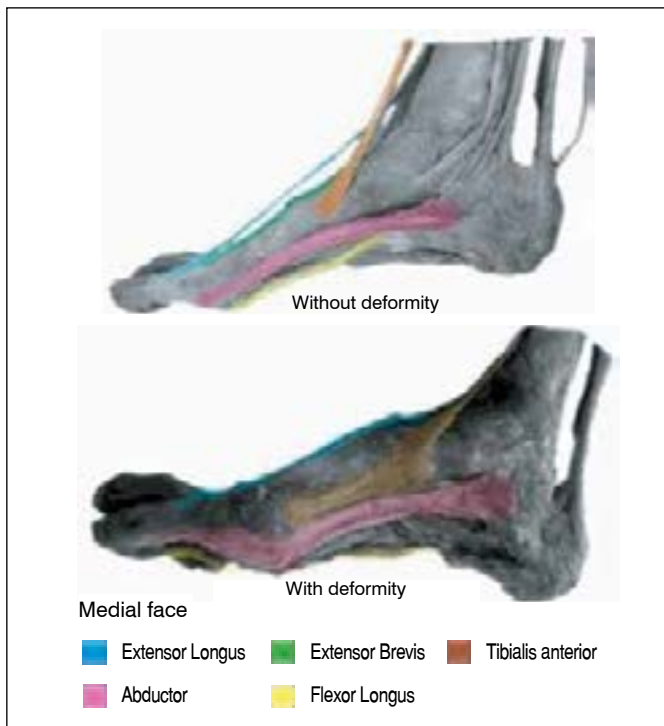 Without deformity
With deformity
Medial face
Extensor Longus Extensor Brevis Tibialis anterior
Abductor Flexor Longus